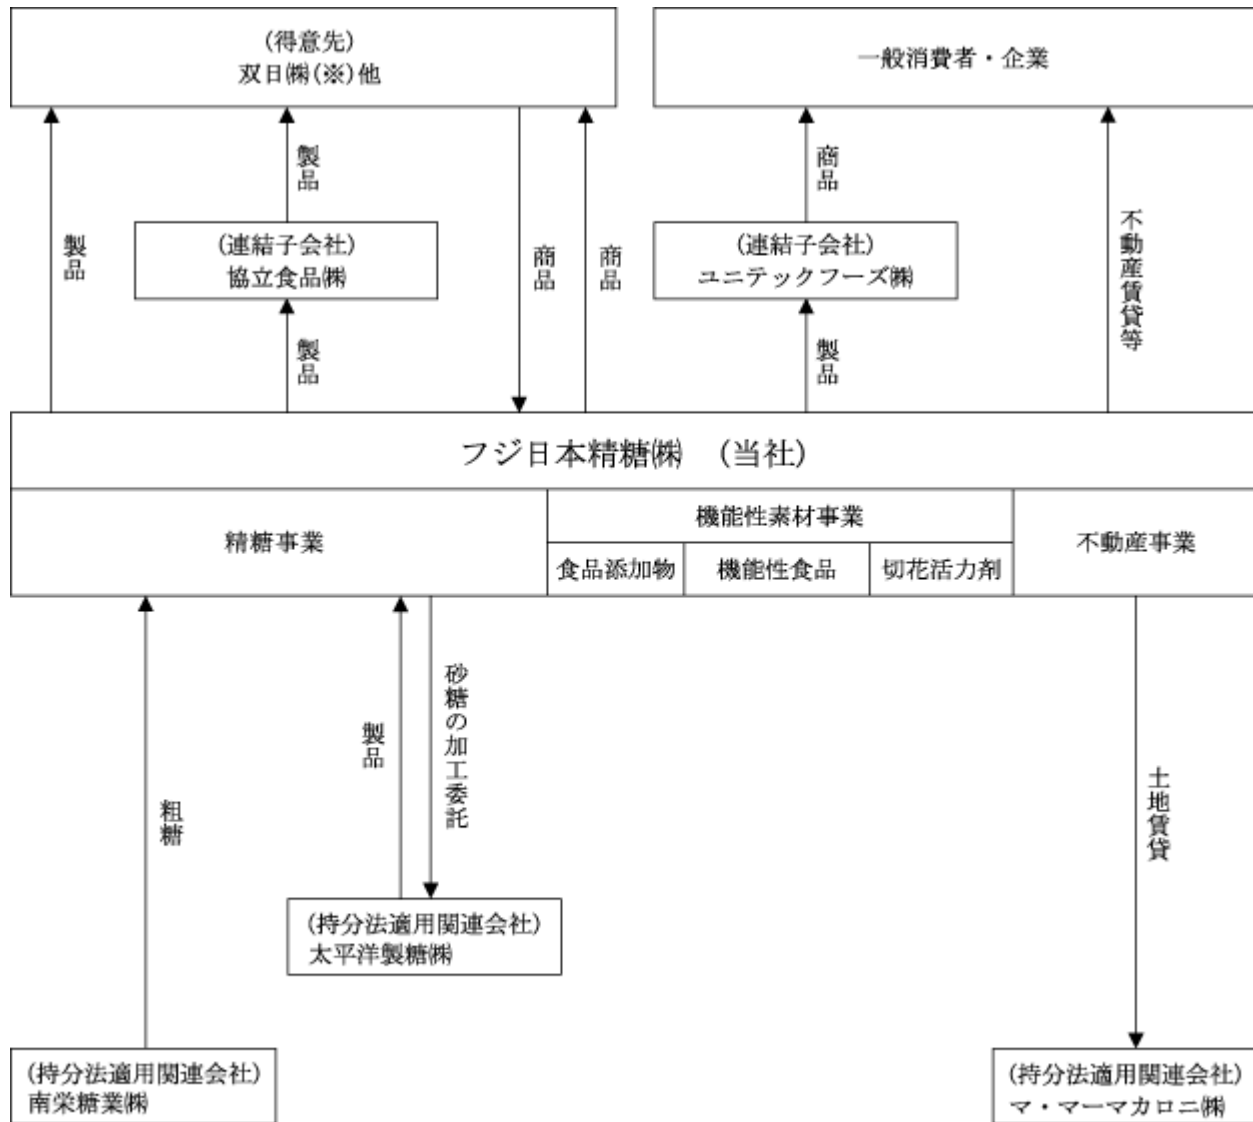 (得意先)
双日㈱(※)他
一般消費者・企業
製品
製品
商品
商品
商品
不動産賃貸等
(連結子会社)
協立食品㈱
(連結子会社)
ユニテックフーズ㈱
製品
製品
フジ日本精糖㈱ (当社)
精糖事業
機能性素材事業
食品添加物
機能性食品
切花活力剤
不動産事業
粗糖
製品
砂糖の加工委託
土地賃貸
(持分法適用関連会社)
太平洋製糖㈱
(持分法適用関連会社)
南栄糖業㈱
(持分法適用関連会社)
マ・マーマカロニ㈱